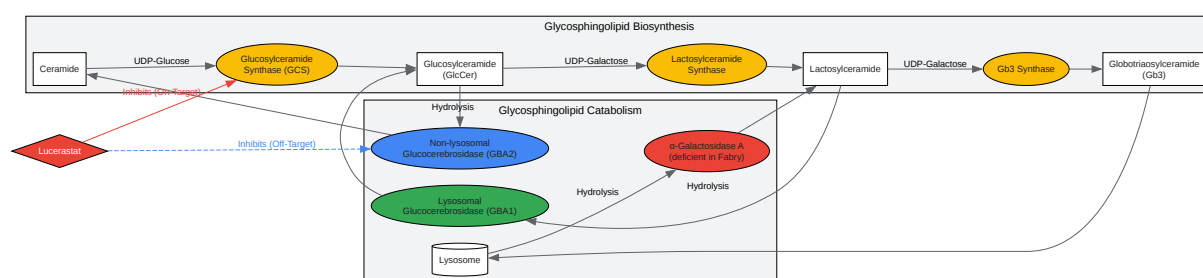 Glycosphingolipid Biosynthesis
Ceramide
UDP-Glucose
Glucosylceramide
Synthase (GCS)
Glucosylceramide
(GlcCer)
UDP-Galactose
Lactosylceramide
Synthase
Lactosylceramide
UDP-Galactose
Gb3 Synthase
Globotriaosylceramide
(Gb3)
Inhibits (On-Target)
Hydrolysis
Glycosphingolipid Catabolism
Lucerastat
Inhibits (Off-Target)
Non-lysosomal
Glucocerebrosidase (GBA2)
α-Galactosidase A
(deficient in Fabry)
Hydrolysis
Hydrolysis
Lysosomal
Glucocerebrosidase (GBA1)
Lysosome